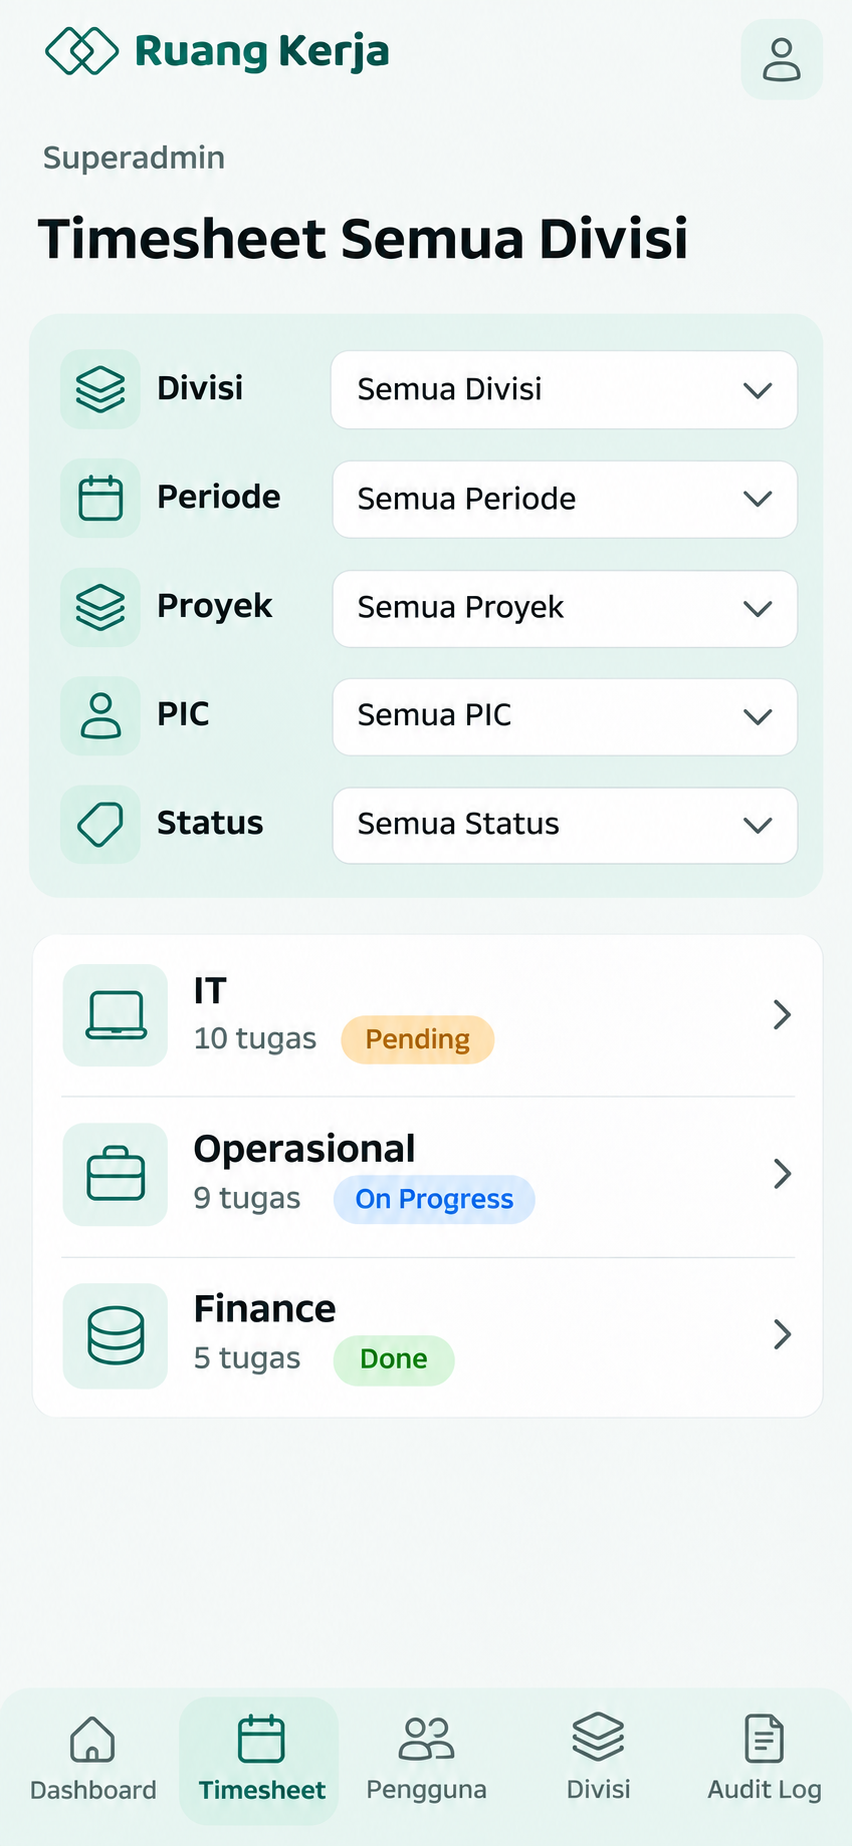 Ruang Kerja
Superadmin
Timesheet Semua Divisi
Divisi Semua Divisi
Periode Semua Periode
Proyek Semua Proyek
PIC Semua PIC
Status Semua Status
IT
10 tugas Pending
Operasional
9 tugas On Progress
Finance
5 tugas Done
Dashboard Timesheet Pengguna Divisi Audit Log